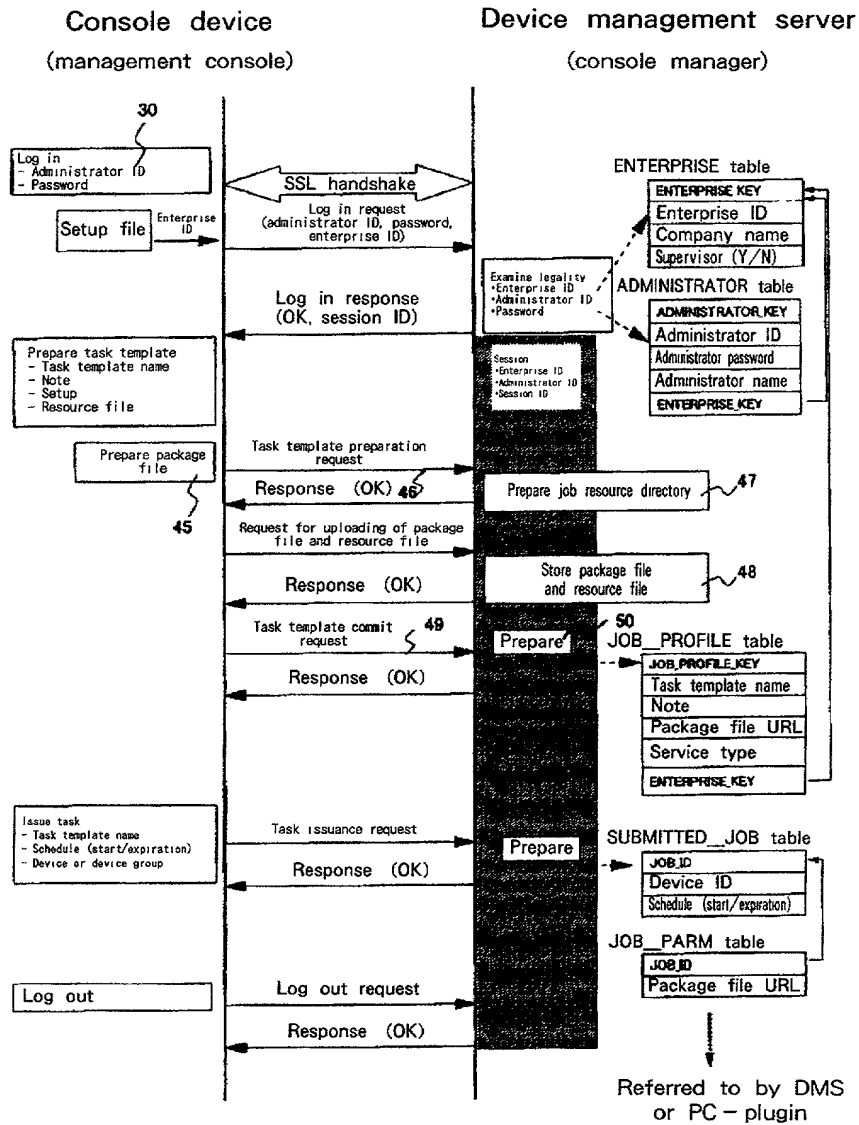 Console device
(management console)
Device management server
(console manager)
30
Log in
- Administrator ID
- Password
SSL handshake
Setup file
Enterprise
ID
Log in request
(administrator ID, password,
enterprise ID)
ENTERPRISE table
ENTERPRISE_KEY
Enterprise ID
Company name
Supervisor (Y/N)
Examine legality
•Enterprise ID
•Administrator ID
•Password
ADMINISTRATOR table
ADMINISTRATOR_KEY
Administrator ID
Administrator password
Administrator name
ENTERPRISE_KEY
Log in response
(OK, session ID)
Session
•Enterprise ID
•Administrator ID
•Session ID
Prepare task template
- Task template name
- Note
- Setup
- Resource file
Prepare package
file
45
Task template preparation
request
46
Response (OK)
Prepare job resource directory
47
Request for uploading of package
file and resource file
Store package file
and resource file
48
Response (OK)
Task template commit
request
49
Prepare
50
JOB__PROFILE table
JOB_PROFILE_KEY
Task template name
Note
Package file URL
Service type
ENTERPRISE_KEY
Response (OK)
Issue task
- Task template name
- Schedule (start/expiration)
- Device or device group
Task issuance request
Prepare
SUBMITTED__JOB table
JOB_ID
Device ID
Schedule (start/expiration)
Response (OK)
JOB__PARM table
JOB_ID
Package file URL
Log out
Log out request
Response (OK)
Referred to by DMS
or PC-plugin